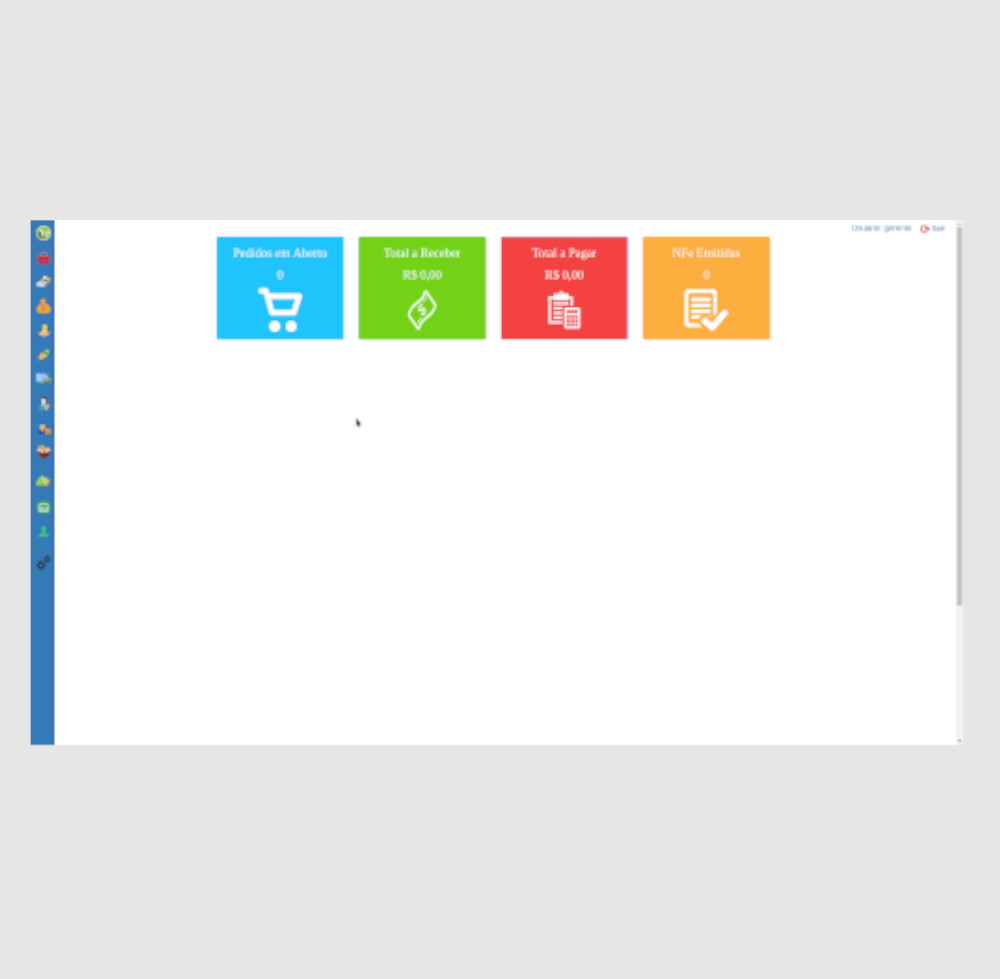 Usuário: gerente Sair
Pedidos em Aberto
0
Total a Receber
R$ 0,00
Total a Pagar
R$ 0,00
NFe Emitidas
0